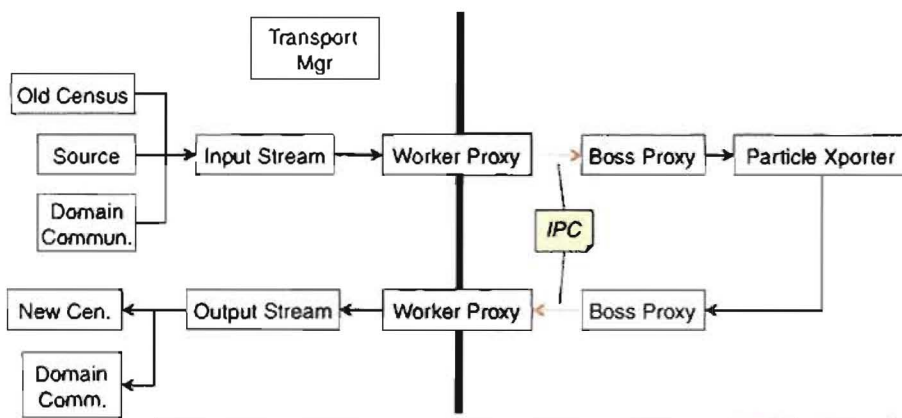 Transport
Mgr
Old Census
Source
Input Stream
Worker Proxy
Boss Proxy
Particle Xporter
Domain
Commun.
IPC
New Cen.
Output Stream
Worker Proxy
Boss Proxy
Domain
Comm.